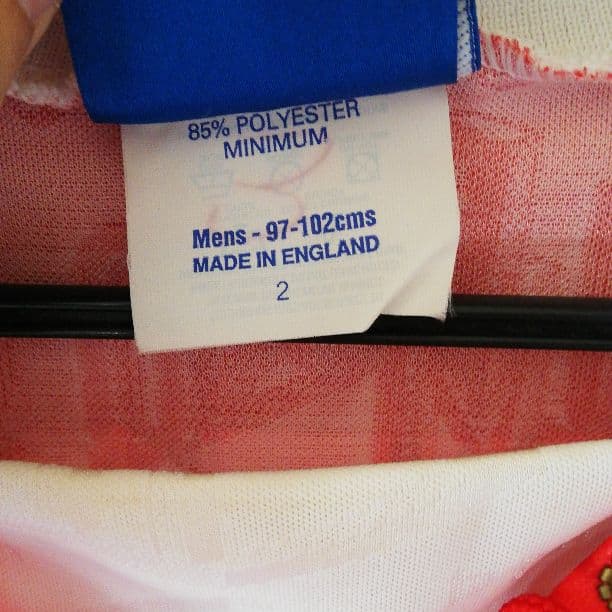 85% POLYESTER
MINIMUM
Mens - 97-102cms
MADE IN ENGLAND
2